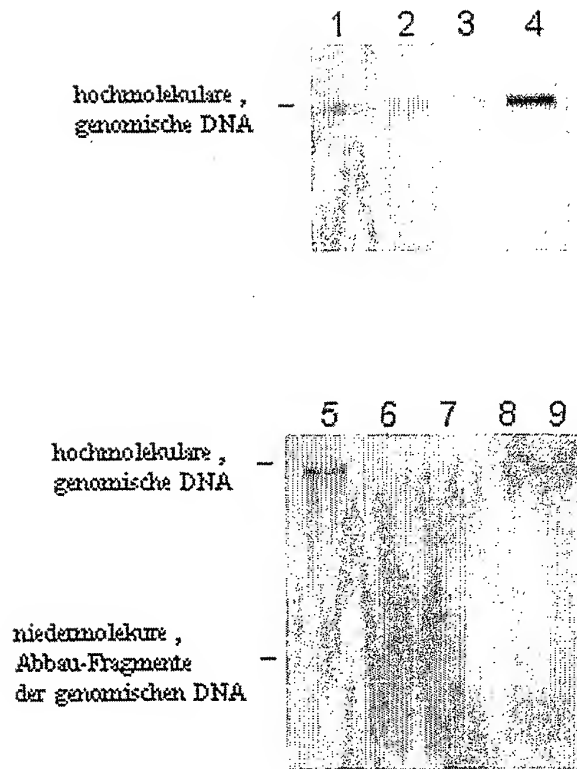 1 2 3 4
hochmolekulare ,
genomische DNA
5 6 7 8 9
hochmolekulare ,
genomische DNA
niedermolekure ,
Abbau-Fragmente
der genomischen DNA